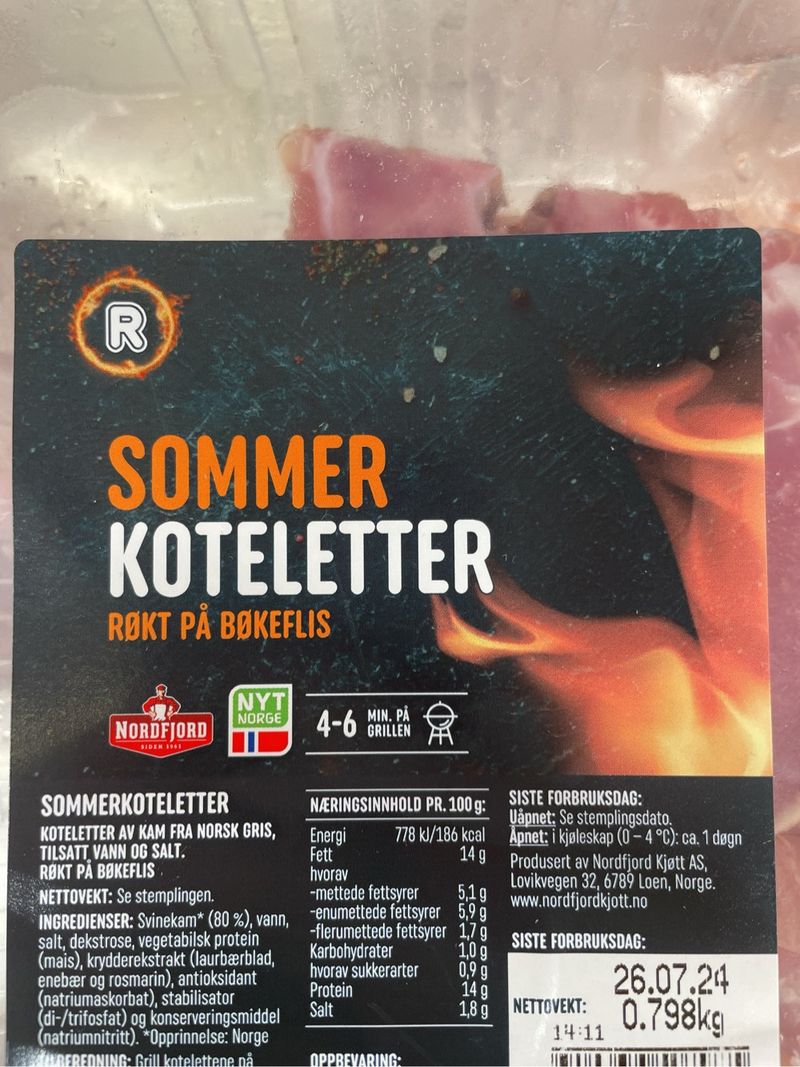 R
SOMMER
KOTELETTER
RØKT PÅ BØKEFLIS
NORDFJORD
SIDEN 1961
NYT
NORGE
4-6 MIN. PÅ
GRILLEN
SOMMERKOTELETTER
KOTELETTER AV KAM FRA NORSK GRIS,
TILSATT VANN OG SALT.
RØKT PÅ BØKEFLIS
NETTOVEKT: Se stemplingen.
INGREDIENSER: Svinekam* (80 %), vann,
salt, dekstrose, vegetabilsk protein
(mais), krydderekstrakt (laurbærblad,
enebær og rosmarin), antioksidant
(natriumaskorbat), stabilisator
(di-/trifosfat) og konserveringsmiddel
(natriumnitritt). *Opprinnelse: Norge
Grill kotelettene på
NÆRINGSINNHOLD PR. 100 g:
Energi 778 kJ/186 kcal
Fett 14 g
hvorav
-mettede fettsyrer 5,1 g
-enumettede fettsyrer 5,9 g
-flerumettede fettsyrer 1,7 g
Karbohydrater 1,0 g
hvorav sukkerarter 0,9 g
Protein 14 g
Salt 1,8 g
OPPBEVARING:
SISTE FORBRUKSDAG:
Uåpnet: Se stemplingsdato.
Åpnet: i kjøleskap (0 – 4 °C): ca. 1 døgn
Produsert av Nordfjord Kjøtt AS,
Lovikvegen 32, 6789 Loen, Norge.
www.nordfjordkjott.no
SISTE FORBRUKSDAG:
26.07.24
NETTOVEKT: 0.798kg
14:11